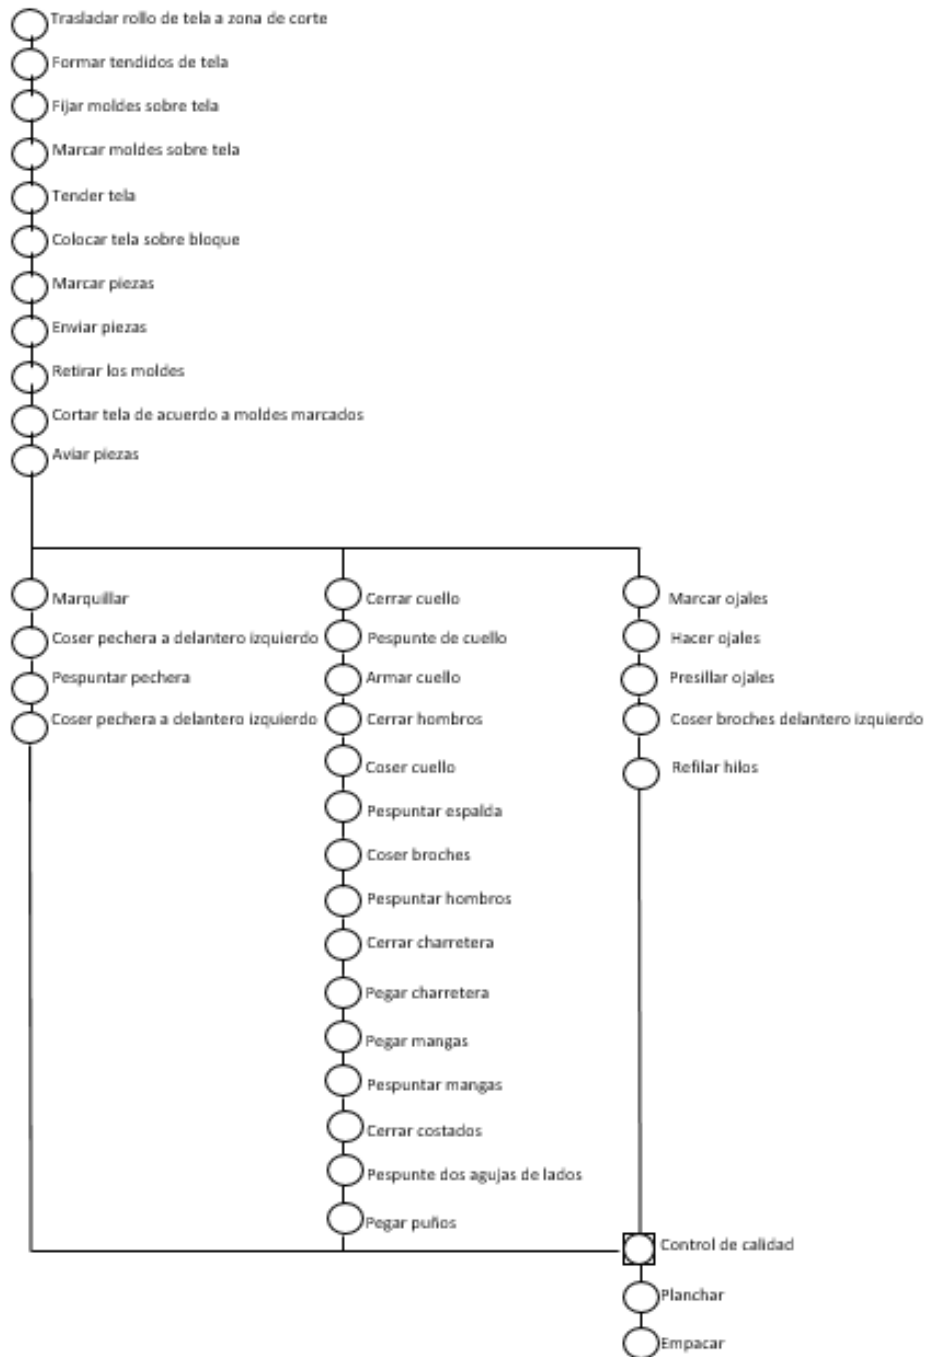 Trasladar rollo de tela a zona de corte
Formar tendidos de tela
Fijar moldes sobre tela
Marcar moldes sobre tela
Tender tela
Colocar tela sobre bloque
Marcar piezas
Enviar piezas
Retirar los moldes
Cortar tela de acuerdo a moldes marcados
Aviar piezas
Marquillar
Coser pechera a delantero izquierdo
Pespuntar pechera
Coser pechera a delantero izquierdo
Cerrar cuello
Pespunte de cuello
Armar cuello
Cerrar hombros
Coser cuello
Pespuntar espalda
Coser broches
Pespuntar hombros
Cerrar charretera
Pegar charretera
Pegar mangas
Pespuntar mangas
Cerrar costados
Pespunte dos agujas de lados
Pegar puños
Marcar ojales
Hacer ojales
Presillar ojales
Coser broches delantero izquierdo
Refilar hilos
Control de calidad
Planchar
Empacar